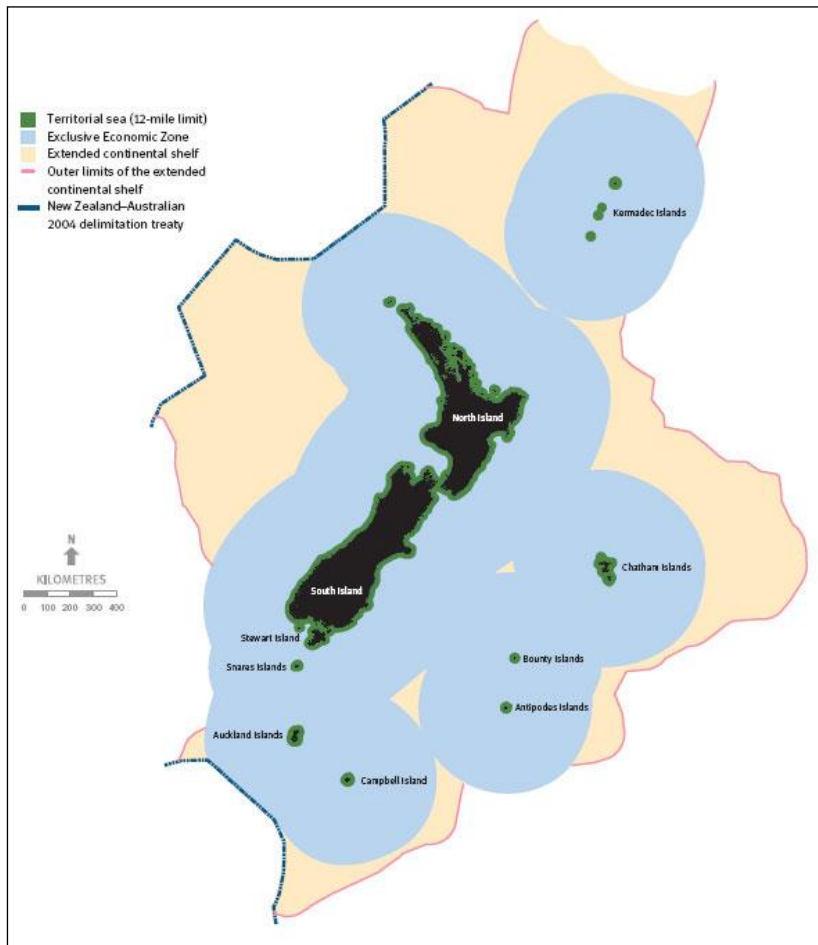 Territorial sea (12-mile limit)
Exclusive Economic Zone
Extended continental shelf
Outer limits of the extended
continental shelf
New Zealand–Australian
2004 delimitation treaty
Kermadec Islands
North Island
N
KILOMETRES
0 100 200 300 400
Chatham Islands
South Island
Stewart Island
Snares Islands
Bounty Islands
Antipodes Islands
Auckland Islands
Campbell Island